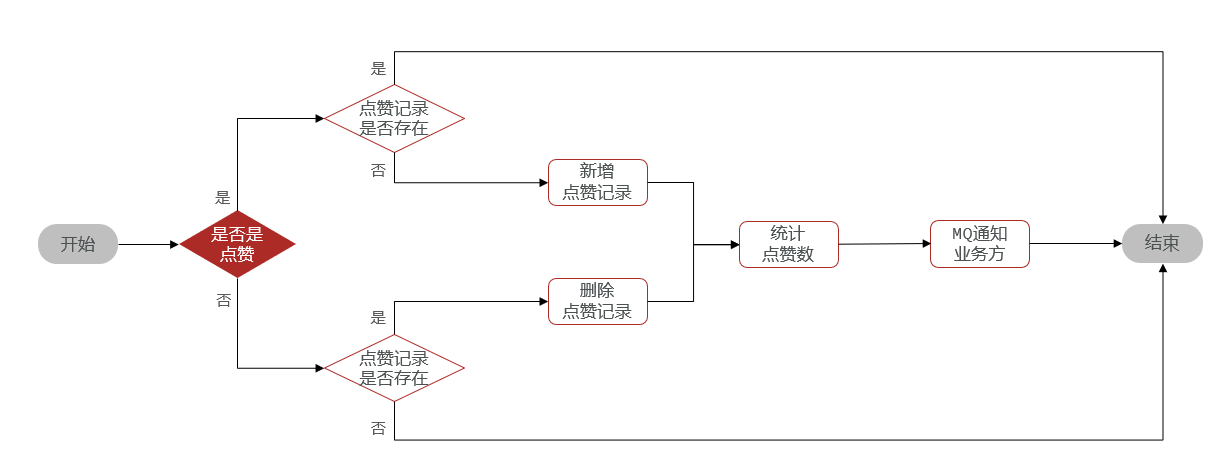 是
点赞记录
是否存在
否
新增
点赞记录
是
开始
是否是
点赞
统计
点赞数
MQ通知
业务方
结束
否
删除
点赞记录
是
点赞记录
是否存在
否